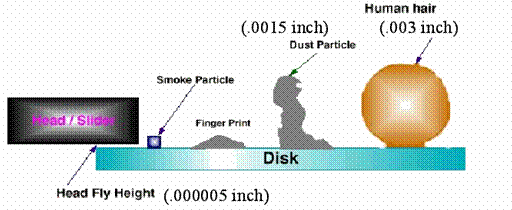 Human hair
(.0015 inch)
(.003 inch)
Dust Particle
Smoke Particle
Head / Slider
Finger Print
Disk
Head Fly Height (.000005 inch)